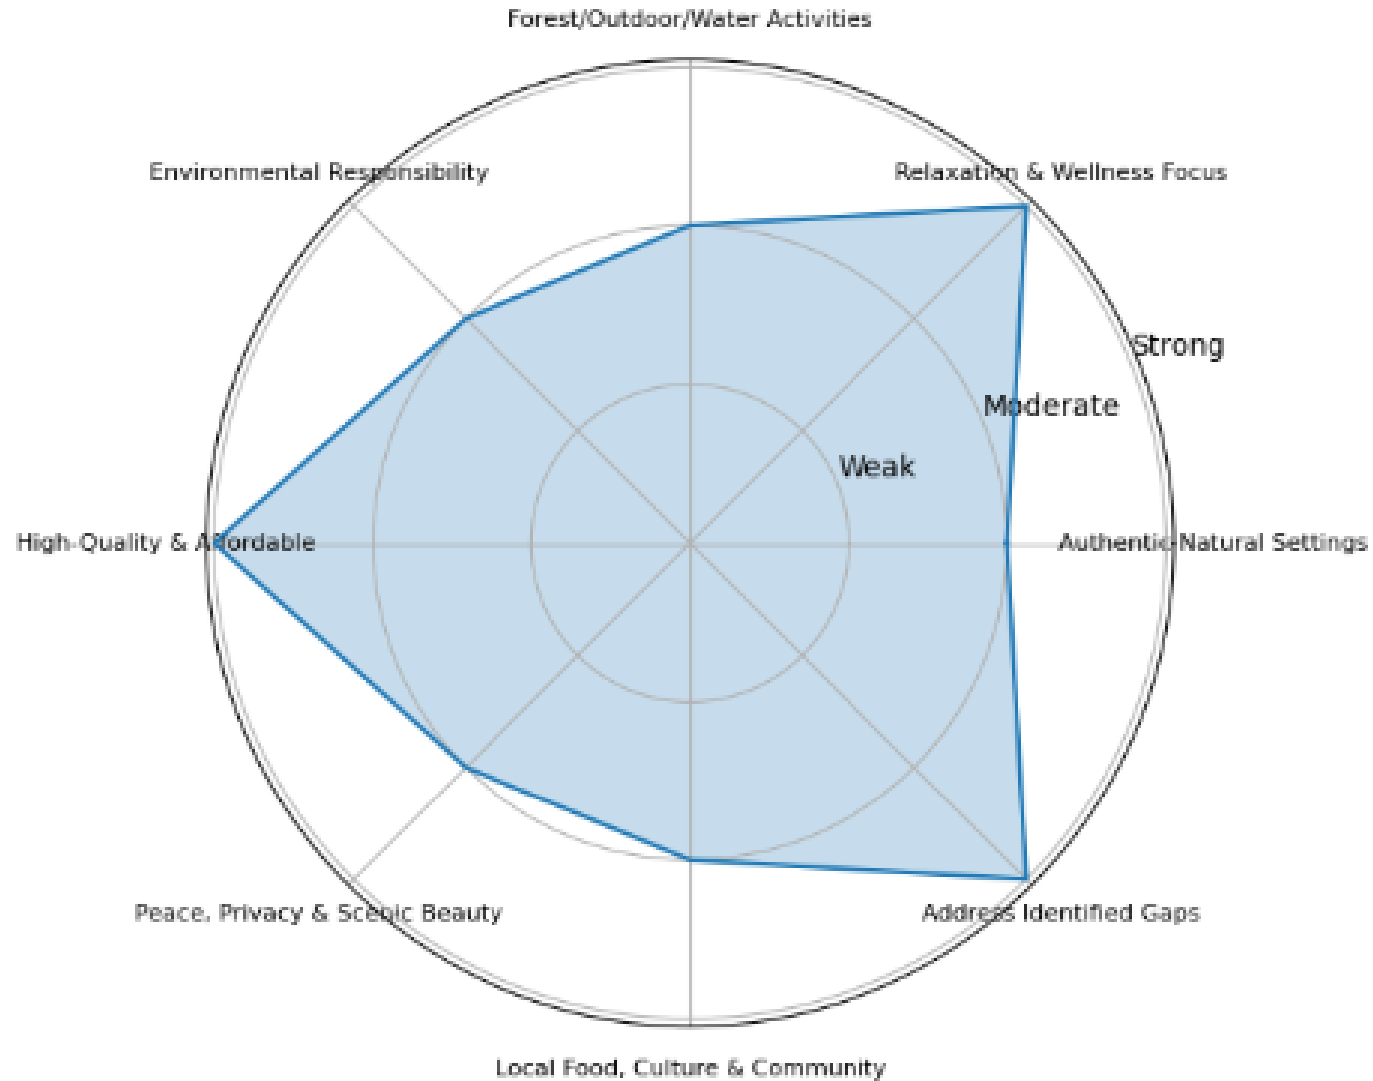 Forest/Outdoor/Water Activities
Environmental Responsibility
Relaxation & Wellness Focus
Strong
Moderate
Weak
High-Quality & Affordable
Authentic Natural Settings
Peace, Privacy & Scenic Beauty
Address Identified Gaps
Local Food, Culture & Community